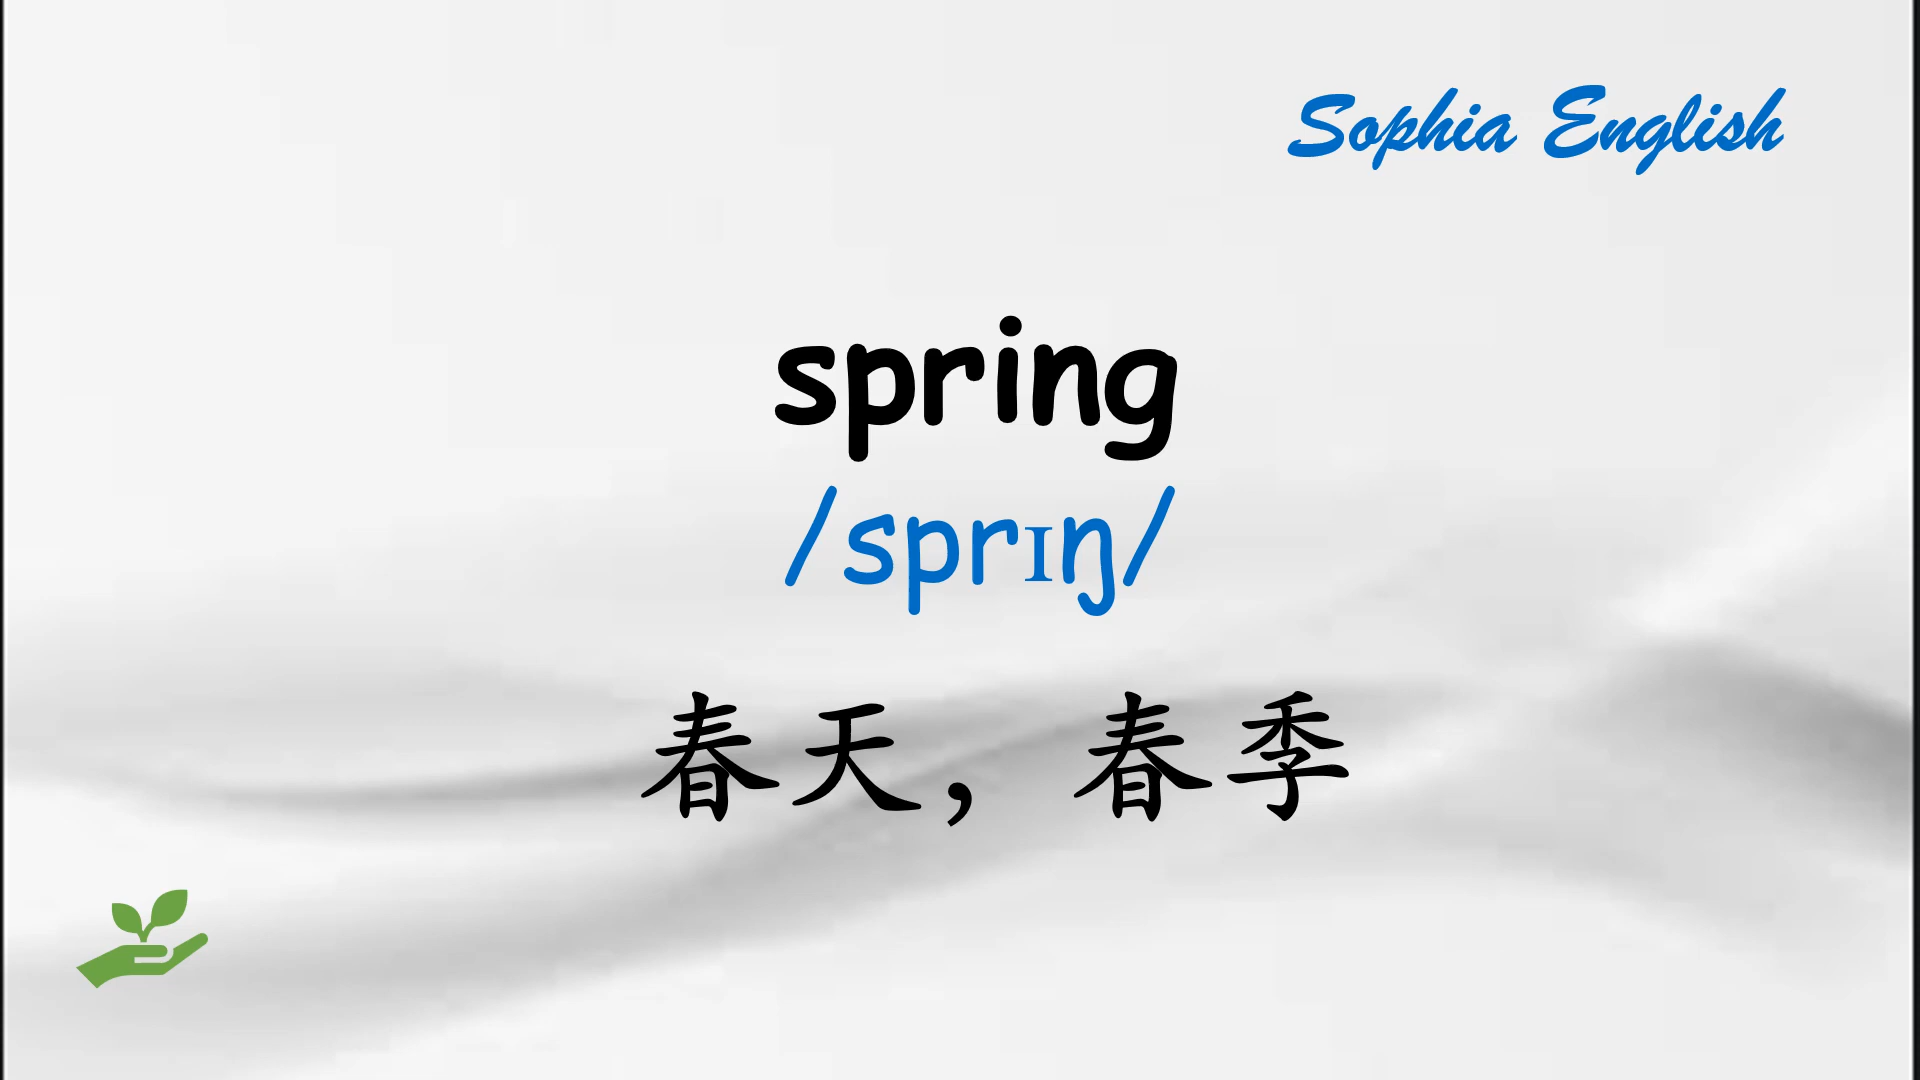 Sophia English
spring
/sprɪŋ/
春天，春季